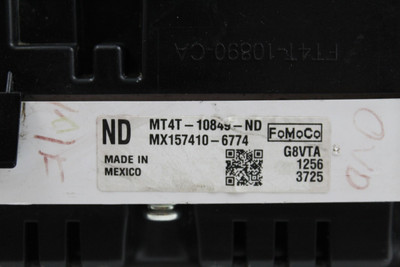 FT4T-10890-CA
ND
MT4T-10849-ND
MX157410-6774
FoMoCo
MADE IN
MEXICO
G8VTA
1256
3725